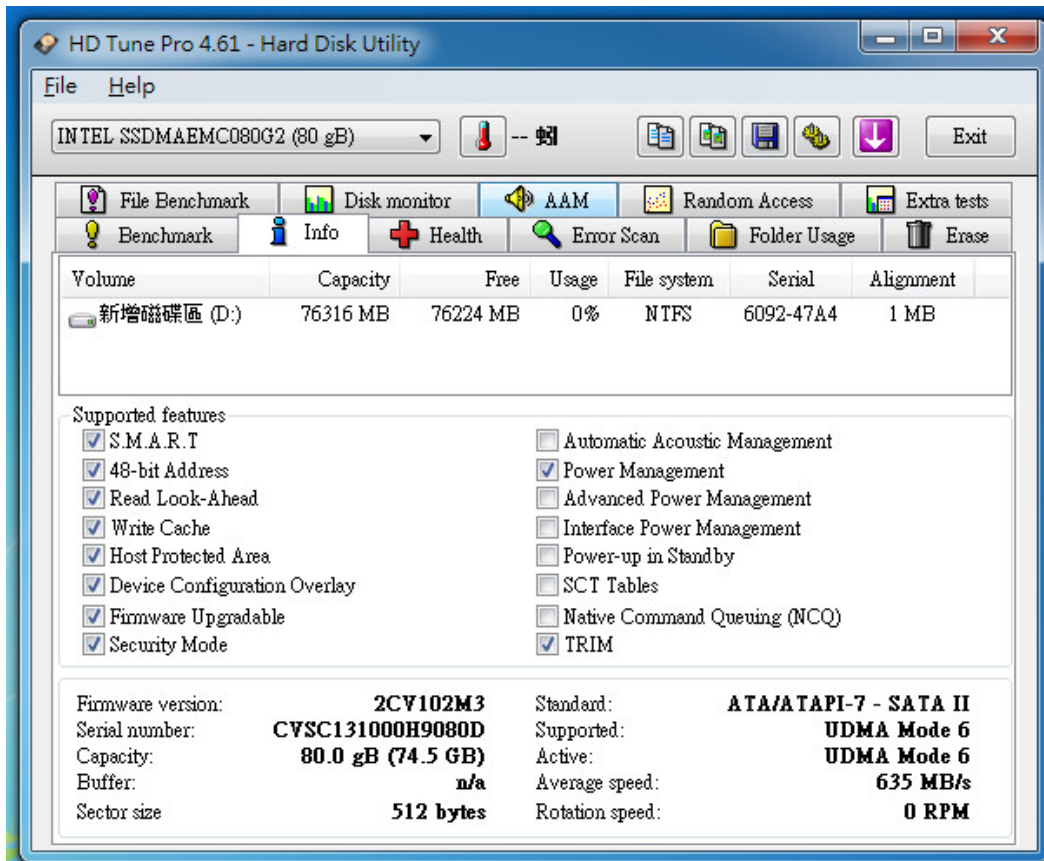 HD Tune Pro 4.61 - Hard Disk Utility
File Help
INTEL SSDMAEMC080G2 (80 gB) -- 蚓 Exit
File Benchmark Disk monitor AAM Random Access Extra tests
Benchmark Info Health Error Scan Folder Usage Erase
Volume Capacity Free Usage File system Serial Alignment
新增磁碟區 (D:) 76316 MB 76224 MB 0% NTFS 6092-47A4 1 MB
Supported features
S.M.A.R.T Automatic Acoustic Management
48-bit Address Power Management
Read Look-Ahead Advanced Power Management
Write Cache Interface Power Management
Host Protected Area Power-up in Standby
Device Configuration Overlay SCT Tables
Firmware Upgradable Native Command Queuing (NCQ)
Security Mode TRIM
Firmware version: 2CV102M3 Standard: ATA/ATAPI-7 - SATA II
Serial number: CVSC131000H9080D Supported: UDMA Mode 6
Capacity: 80.0 gB (74.5 GB) Active: UDMA Mode 6
Buffer: n/a Average speed: 635 MB/s
Sector size 512 bytes Rotation speed: 0 RPM